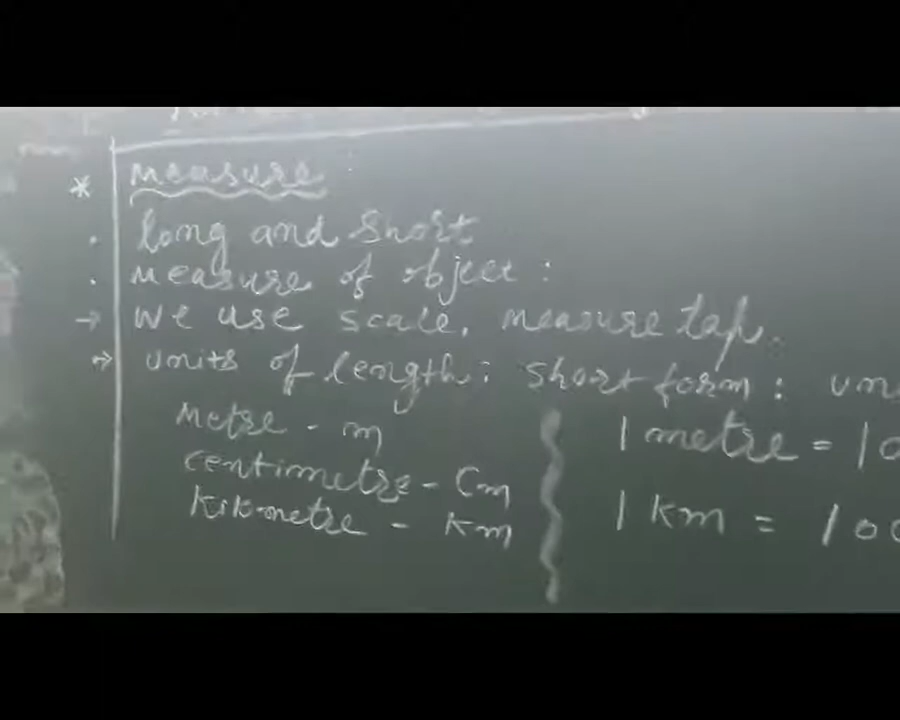 * measure :
. long and short
. measure of object :
→ we use scale, measure tap.
→ units of length : short form :
Metre - m
centimetre - Cm
kilometre - km
1 metre = 10
1 km = 100